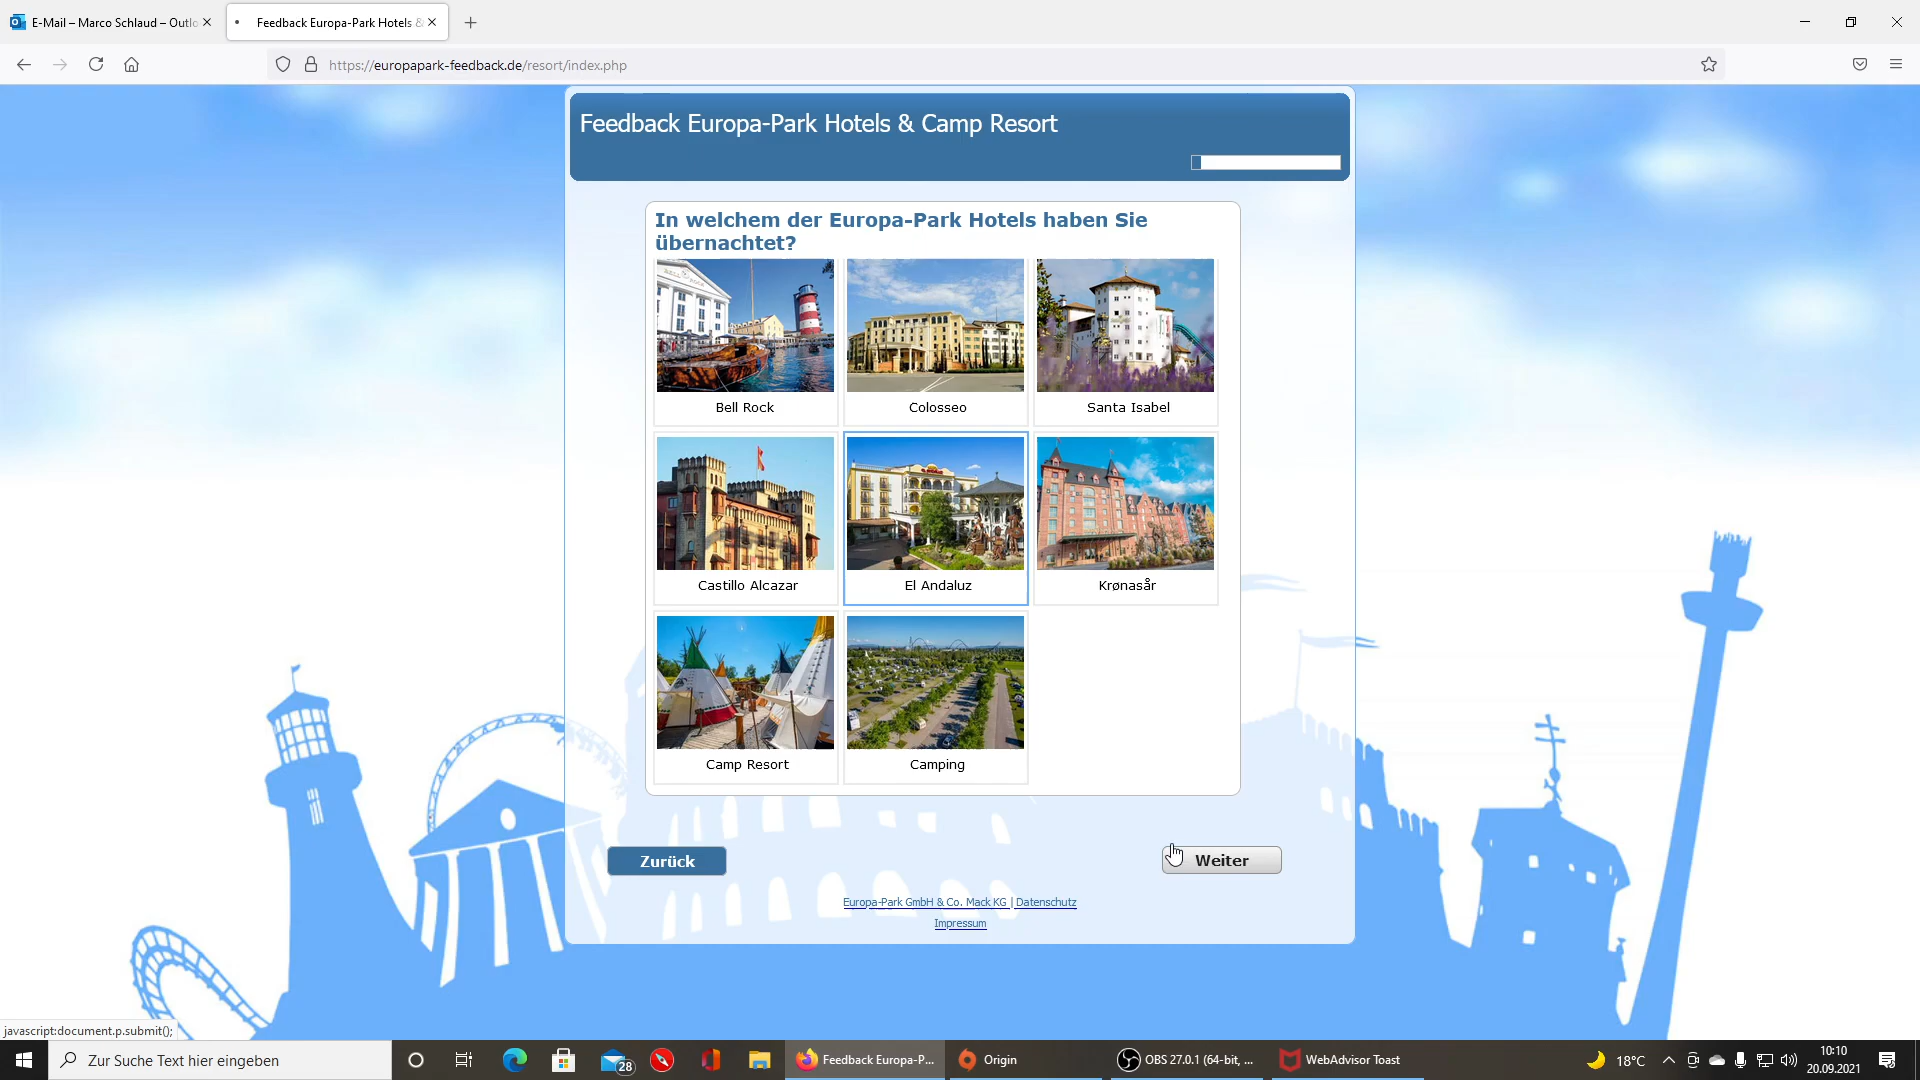 E-Mail – Marco Schlaud – Outlo
Feedback Europa-Park Hotels &
https://europapark-feedback.de/resort/index.php
Feedback Europa-Park Hotels & Camp Resort
In welchem der Europa-Park Hotels haben Sie
übernachtet?
Bell Rock
Colosseo
Santa Isabel
Castillo Alcazar
El Andaluz
Krønasår
Camp Resort
Camping
Zurück
Weiter
Europa-Park GmbH & Co. Mack KG | Datenschutz
Impressum
javascript:document.p.submit();
Zur Suche Text hier eingeben
28
Feedback Europa-P...
Origin
OBS 27.0.1 (64-bit, ...
WebAdvisor Toast
18°C
10:10
20.09.2021